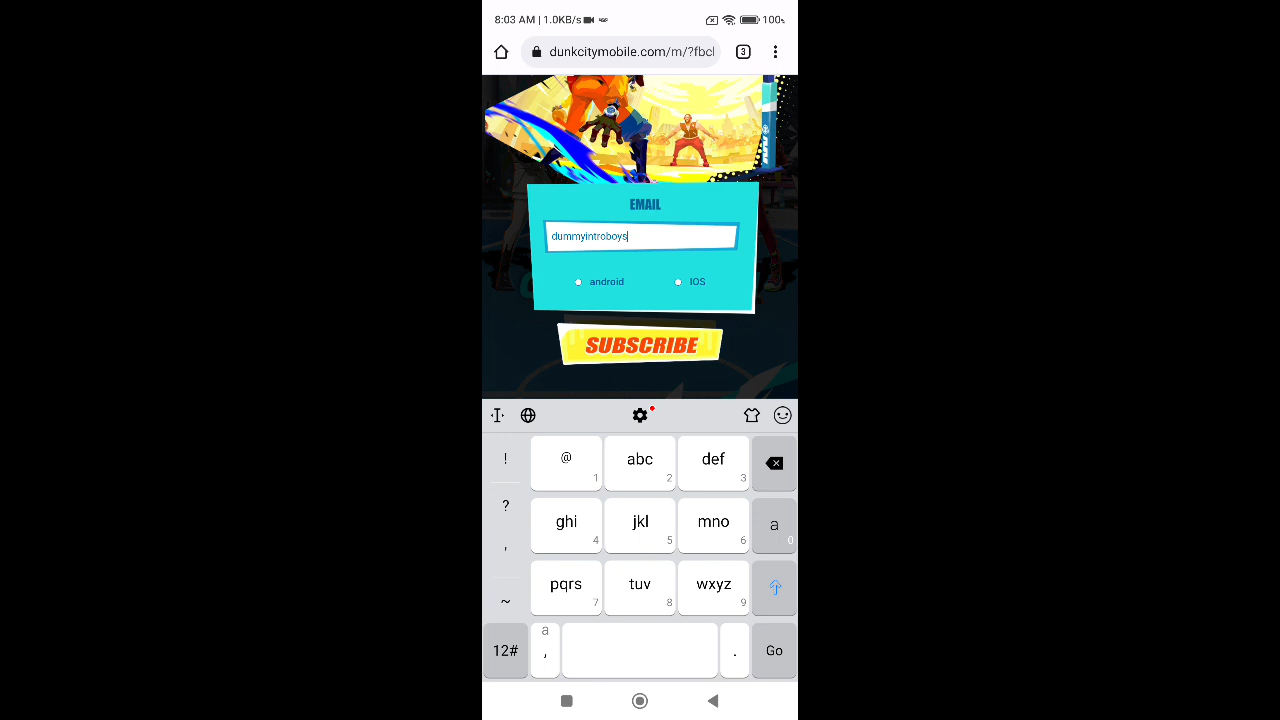 8:03 AM | 1.0KB/s
100%
dunkcitymobile.com/m/?fbcl
3
EMAIL
dummyintroboys
android
IOS
SUBSCRIBE
!
@ 1
abc 2
def 3
?
ghi 4
jkl 5
mno 6
a 0
,
pqrs 7
tuv 8
wxyz 9
~
12#
a
,
.
Go